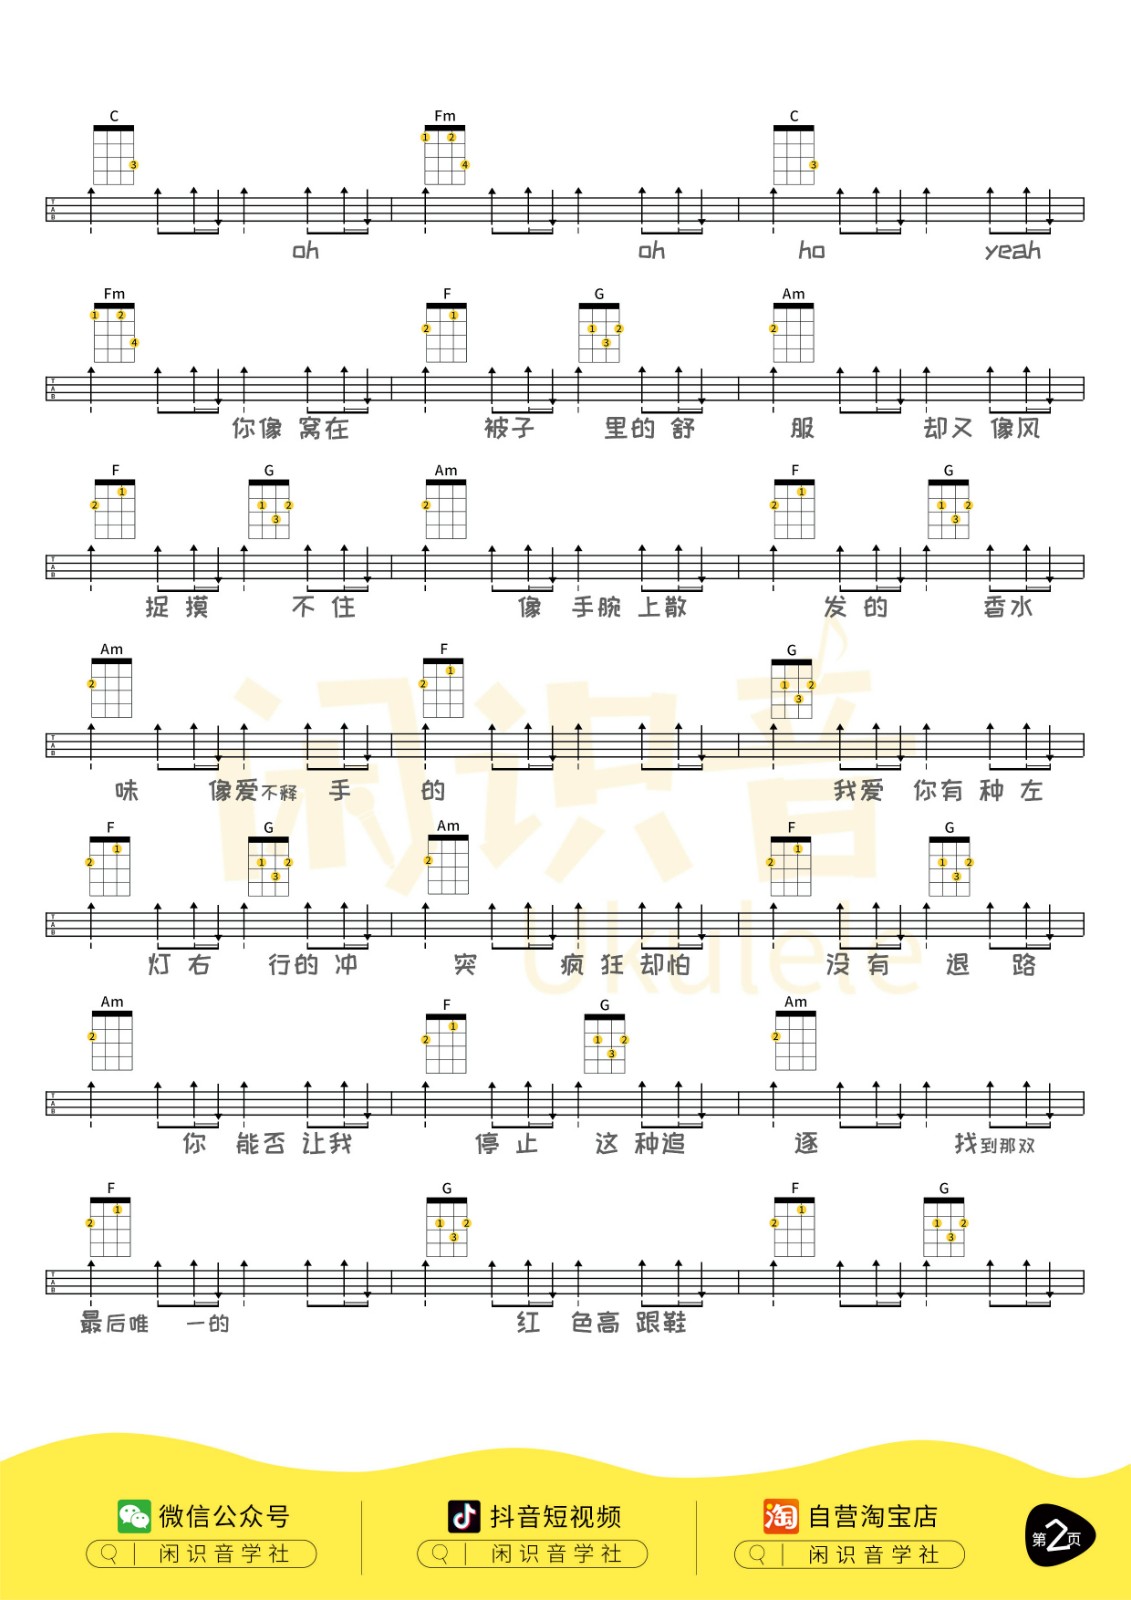 C Fm C
oh oh ho yeah
Fm F G Am
你像 窝在 被子 里的 舒 服 却又 像风
F G Am F G
捉 摸 不 住 像 手腕 上散 发 的 香水
Am F G
味 像爱不释 手 的 我爱 你有 种 左
F G Am F G
灯 右 行的 冲 突 疯 狂 却怕 没 有 退 路
Am F G Am
你 能否 让我 停 止 这 种追 逐 找到那双
F G F G
最后唯 一的 红 色高 跟鞋
闲识音
Ukulele
微信公众号 抖音短视频 自营淘宝店
闲识音学社 闲识音学社 闲识音学社
第2页